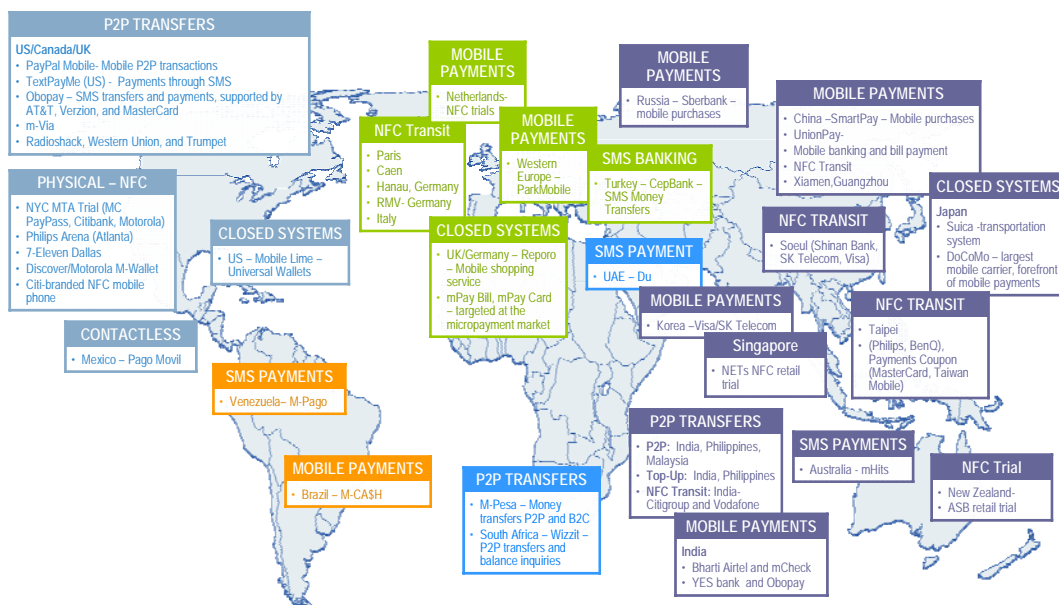 P2P TRANSFERS
US/Canada/UK
• PayPal Mobile- Mobile P2P transactions
• TextPayMe (US) - Payments through SMS
• Obopay – SMS transfers and payments, supported by
AT&T, Verzion, and MasterCard
• m-Via
• Radioshack, Western Union, and Trumpet
PHYSICAL – NFC
• NYC MTA Trial (MC
PayPass, Citibank, Motorola)
• Philips Arena (Atlanta)
• 7-Eleven Dallas
• Discover/Motorola M-Wallet
• Citi-branded NFC mobile
phone
CLOSED SYSTEMS
• US – Mobile Lime –
Universal Wallets
CONTACTLESS
• Mexico – Pago Movil
SMS PAYMENTS
• Venezuela– M-Pago
MOBILE PAYMENTS
• Brazil – M-CA$H
MOBILE
PAYMENTS
• Netherlands-
NFC trials
NFC Transit
• Paris
• Caen
• Hanau, Germany
• RMV- Germany
• Italy
MOBILE
PAYMENTS
• Western
Europe –
ParkMobile
SMS BANKING
• Turkey – CepBank –
SMS Money
Transfers
CLOSED SYSTEMS
• UK/Germany – Reporo
– Mobile shopping
service
• mPay Bill, mPay Card
– targeted at the
micropayment market
SMS PAYMENT
• UAE – Du
P2P TRANSFERS
• M-Pesa – Money
transfers P2P and B2C
• South Africa – Wizzit –
P2P transfers and
balance inquiries
MOBILE
PAYMENTS
• Russia – Sberbank –
mobile purchases
MOBILE PAYMENTS
• China –SmartPay – Mobile purchases
• UnionPay-
• Mobile banking and bill payment
• NFC Transit
• Xiamen,Guangzhou
CLOSED SYSTEMS
Japan
• Suica -transportation
system
• DoCoMo – largest
mobile carrier, forefront
of mobile payments
NFC TRANSIT
• Soeul (Shinan Bank,
SK Telecom, Visa)
MOBILE PAYMENTS
• Korea –Visa/SK Telecom
Singapore
• NETs NFC retail
trial
NFC TRANSIT
• Taipei
• (Philips, BenQ),
Payments Coupon
(MasterCard, Taiwan
Mobile)
P2P TRANSFERS
• P2P: India, Philippines,
Malaysia
• Top-Up: India, Philippines
• NFC Transit: India-
Citigroup and Vodafone
MOBILE PAYMENTS
India
• Bharti Airtel and mCheck
• YES bank and Obopay
SMS PAYMENTS
• Australia - mHits
NFC Trial
• New Zealand-
• ASB retail trial